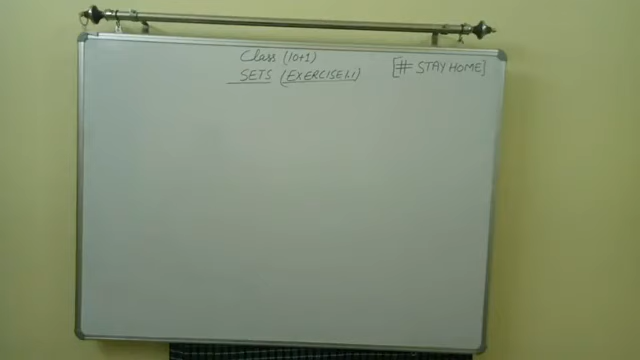 Class (10+1)
SETS (EXERCISE 1.1)
[# STAY HOME]